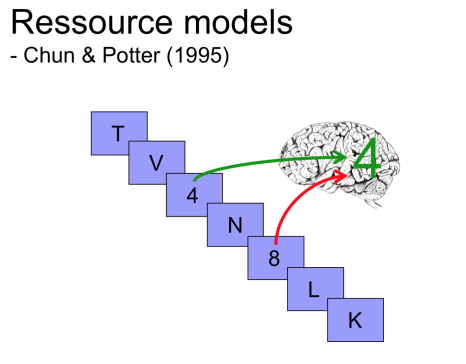 Ressource models
- Chun & Potter (1995)
T
V
4
4
N
8
L
K